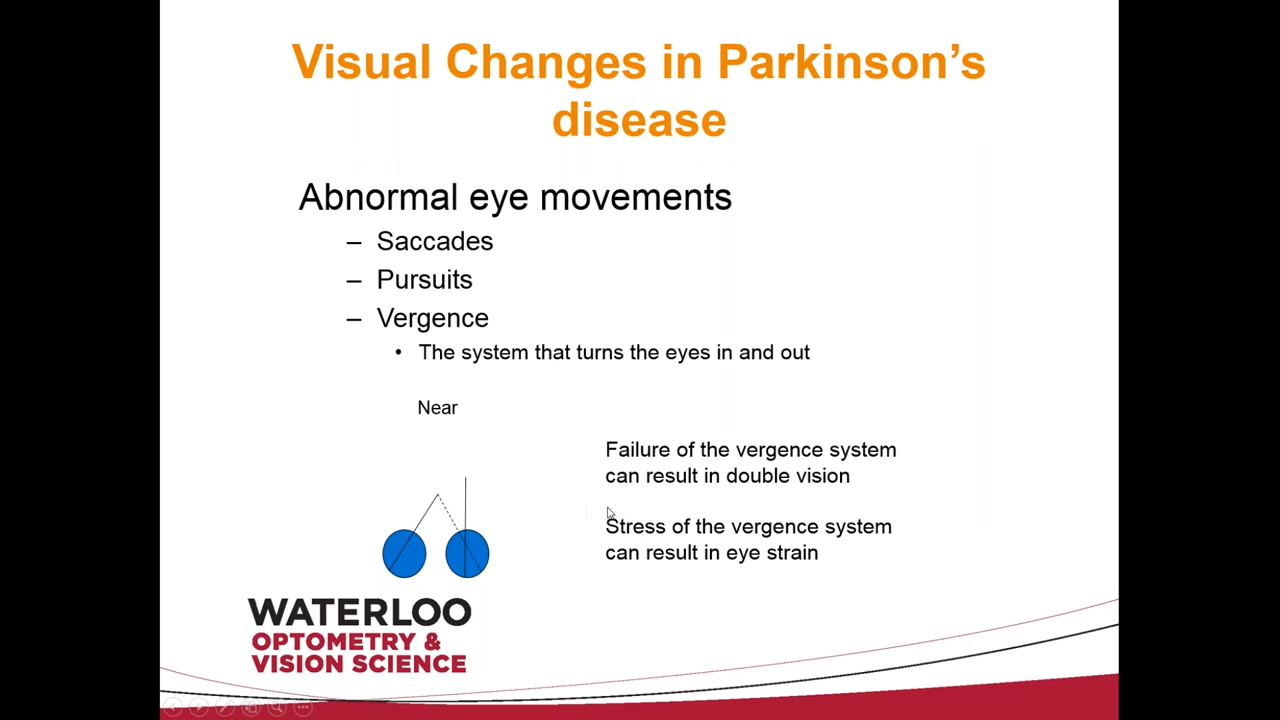 Visual Changes in Parkinson's
disease
Abnormal eye movements
– Saccades
– Pursuits
– Vergence
• The system that turns the eyes in and out
Near
Failure of the vergence system
can result in double vision
Stress of the vergence system
can result in eye strain
WATERLOO
OPTOMETRY &
VISION SCIENCE